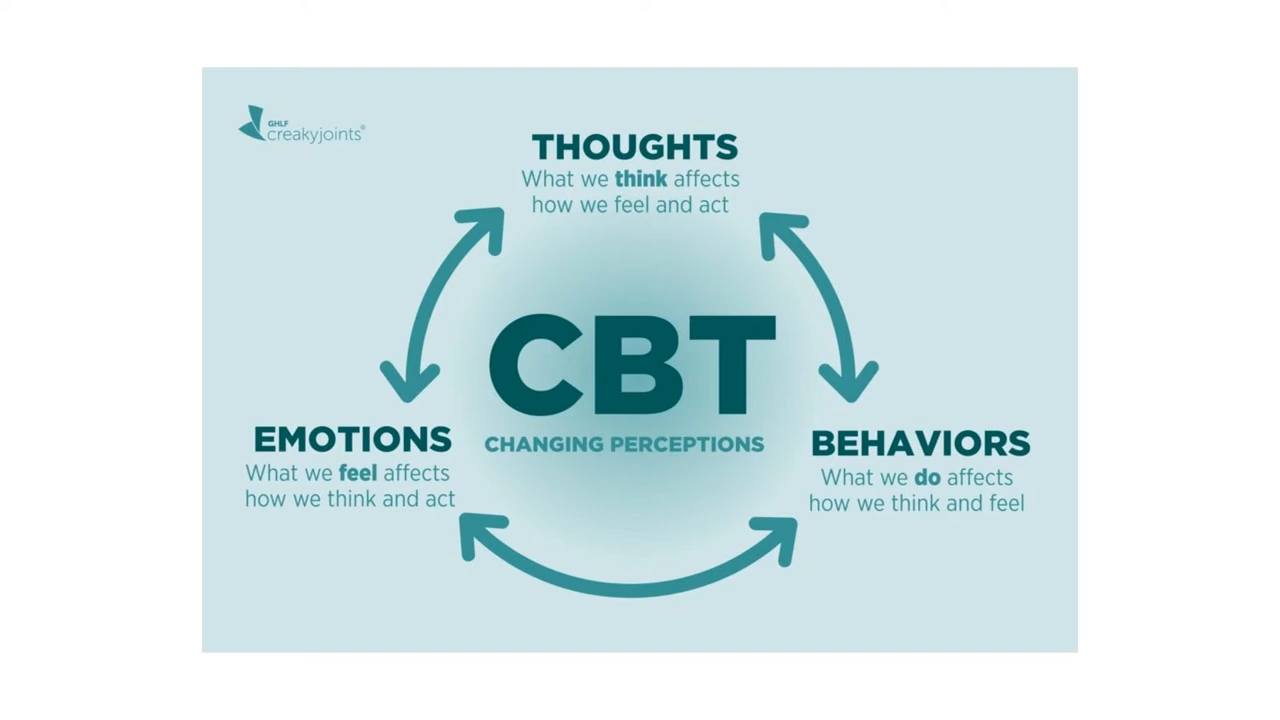 GHLF
creakyjoints®
THOUGHTS
What we think affects
how we feel and act
CBT
CHANGING PERCEPTIONS
EMOTIONS
What we feel affects
how we think and act
BEHAVIORS
What we do affects
how we think and feel